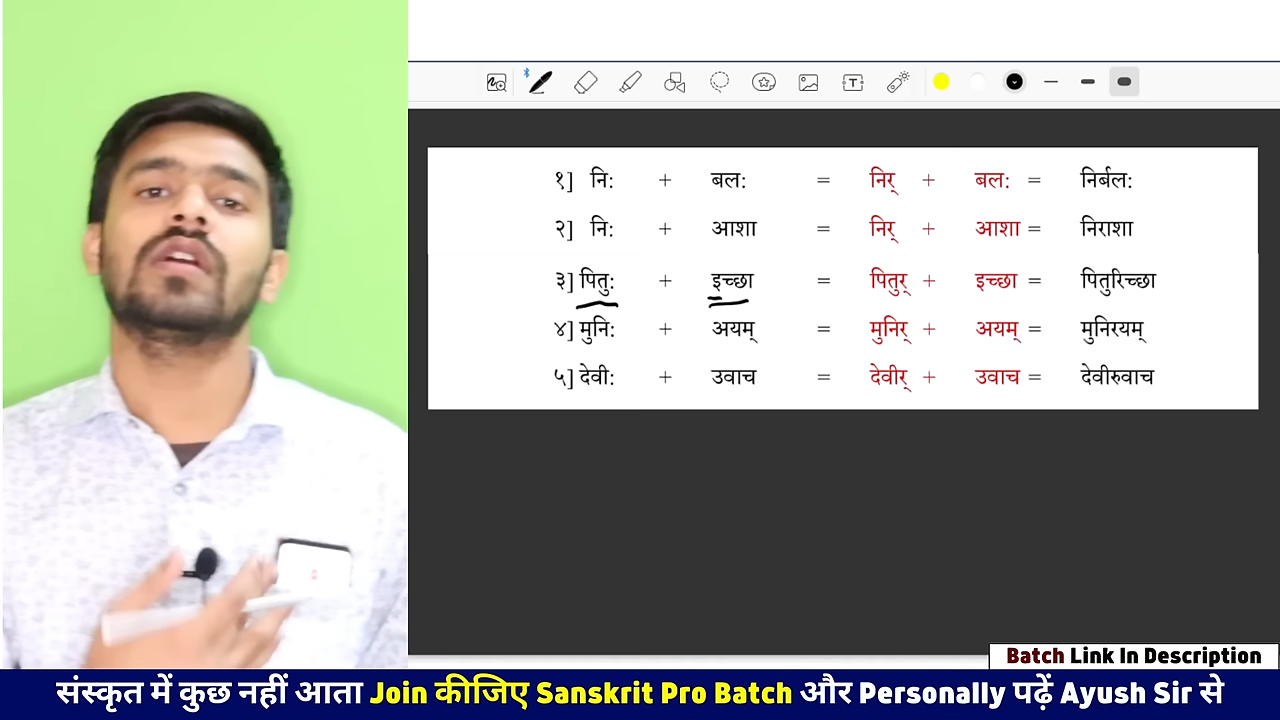 १] नि: + बल: = निर् + बल: = निर्बल:
२] नि: + आशा = निर् + आशा = निराशा
३] पितु: + इच्छा = पितुर् + इच्छा = पितुरिच्छा
४] मुनि: + अयम् = मुनिर् + अयम् = मुनिरयम्
५] देवी: + उवाच = देवीर् + उवाच = देवीरुवाच
Batch Link In Description
संस्कृत में कुछ नहीं आता Join कीजिए Sanskrit Pro Batch और Personally पढ़ें Ayush Sir से